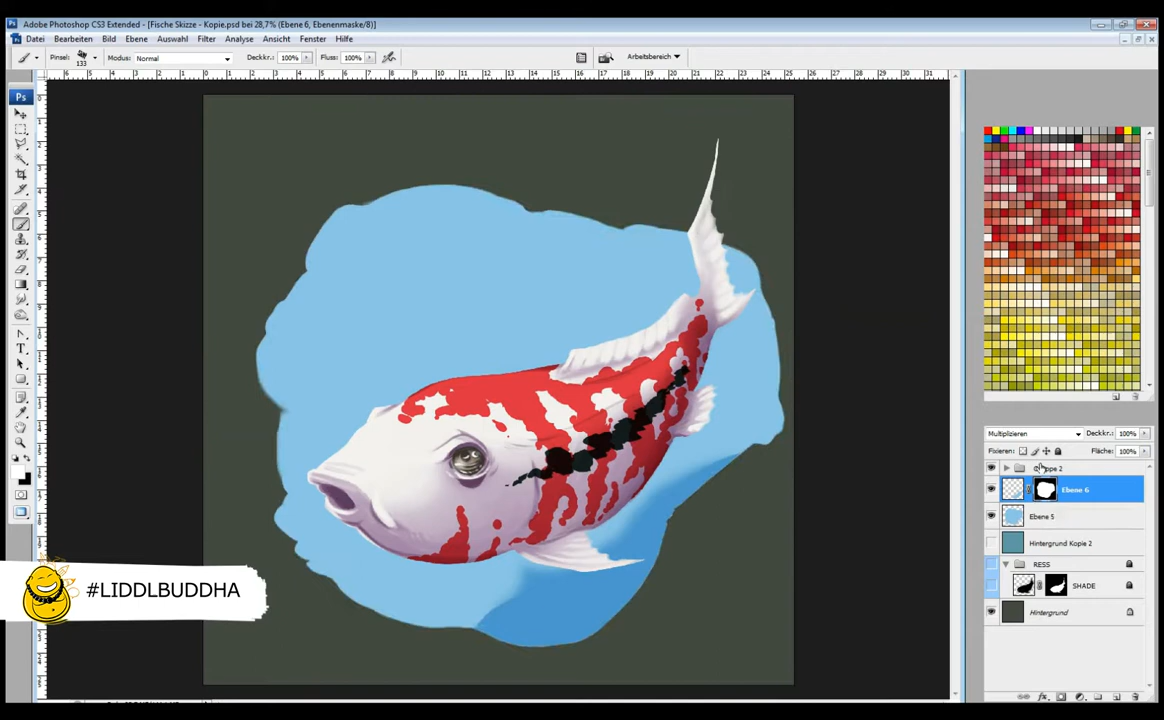 Adobe Photoshop CS3 Extended - [Fische Skizze - Kopie.psd bei 28,7% (Ebene 6, Ebenenmaske/8)]
Datei Bearbeiten Bild Ebene Auswahl Filter Analyse Ansicht Fenster Hilfe
Pinsel: 133 Modus: Normal Deckkr.: 100% Fluss: 100% Arbeitsbereich
Ps
Multiplizieren Deckkr.: 100%
Fixieren: Fläche: 100%
Ebene 6
Ebene 5
Hintergrund Kopie 2
RESS
SHADE
Hintergrund
#LIDDLBUDDHA